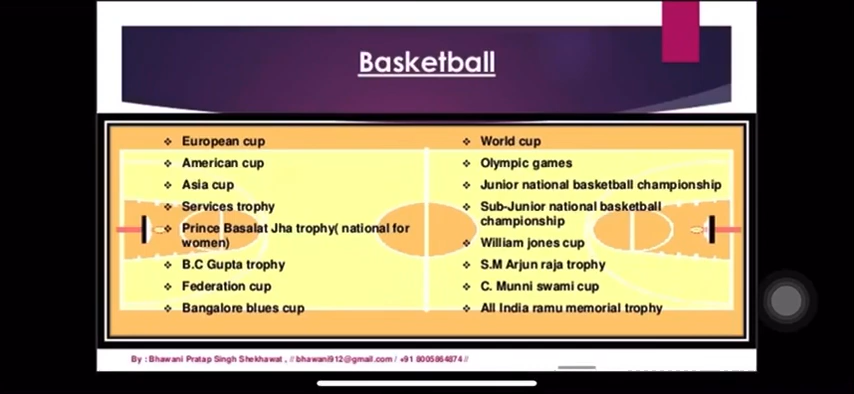 Basketball
European cup
American cup
Asia cup
Services trophy
Prince Basalat Jha trophy( national for
women)
B.C Gupta trophy
Federation cup
Bangalore blues cup
World cup
Olympic games
Junior national basketball championship
Sub-Junior national basketball
championship
William jones cup
S.M Arjun raja trophy
C. Munni swami cup
All India ramu memorial trophy
By : Bhawani Pratap Singh Shekhawat , // bhawani912@gmail.com / +91 8005864874 //